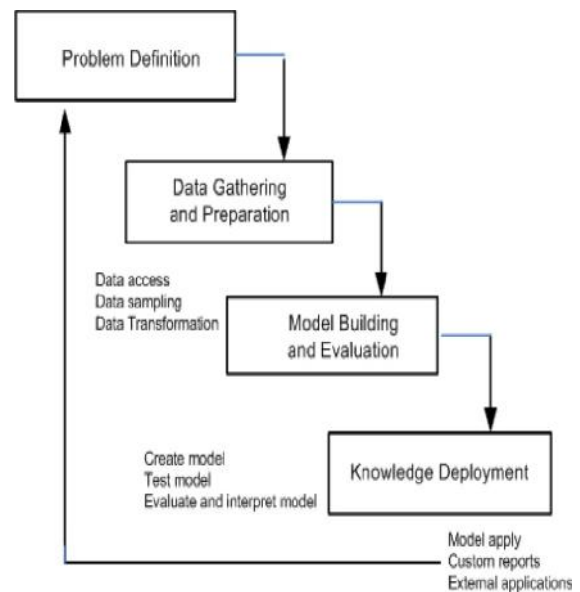 Problem Definition
Data Gathering
and Preparation
Data access
Data sampling
Data Transformation
Model Building
and Evaluation
Create model
Test model
Evaluate and interpret model
Knowledge Deployment
Model apply
Custom reports
External applications